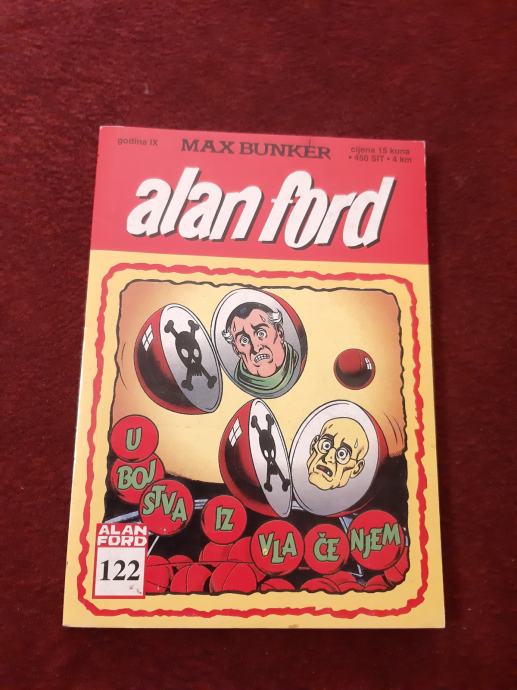 godina IX
MAX BUNKER
cijena 15 kuna
• 450 SIT • 4 km
alan ford
U
BOJ
STVA
IZ
VLA ČE NJEM
ALAN
FORD
122